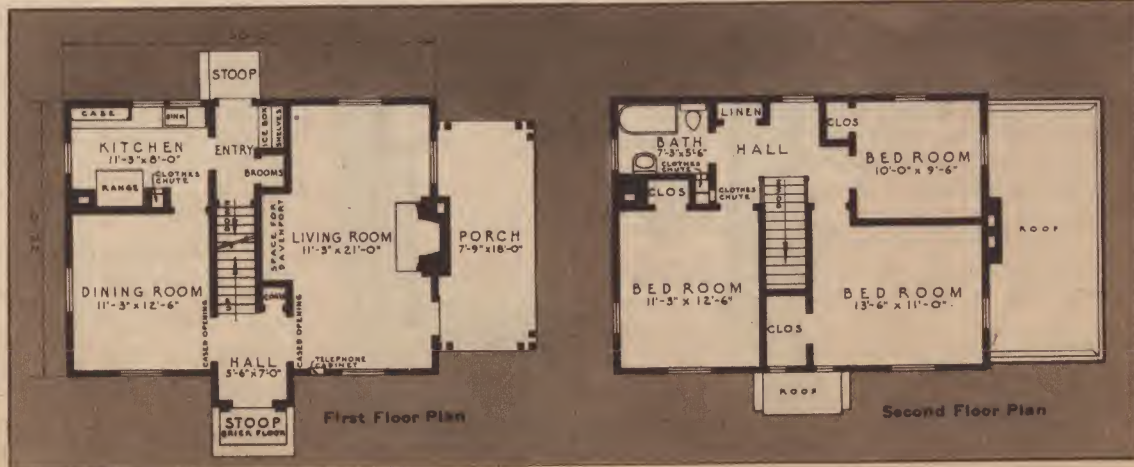 STOOP
CASE
SINK
ICE BOX
SHELVES
KITCHEN
11'-3" x 8'-0"
ENTRY
RANGE
CLOTHES
CHUTE
BROOMS
DOWN
UP
SPACE FOR
DAVENPORT
LIVING ROOM
11'-3" x 21'-0"
PORCH
7'-9" x 18'-0"
DINING ROOM
11'-3" x 12'-6"
COATS
CASED OPENING
CASED OPENING
HALL
5'-6" x 7'-0"
TELEPHONE
CABINET
STOOP
BRICK FLOOR
First Floor Plan
LINEN
CLOS
BATH
7'-3" x 5'-6"
HALL
CLOTHES
CHUTE
CLOS
CLOTHES
CHUTE
DOWN
BED ROOM
10'-0" x 9'-6"
ROOF
BED ROOM
11'-3" x 12'-6"
BED ROOM
13'-6" x 11'-0"
CLOS
ROOF
Second Floor Plan